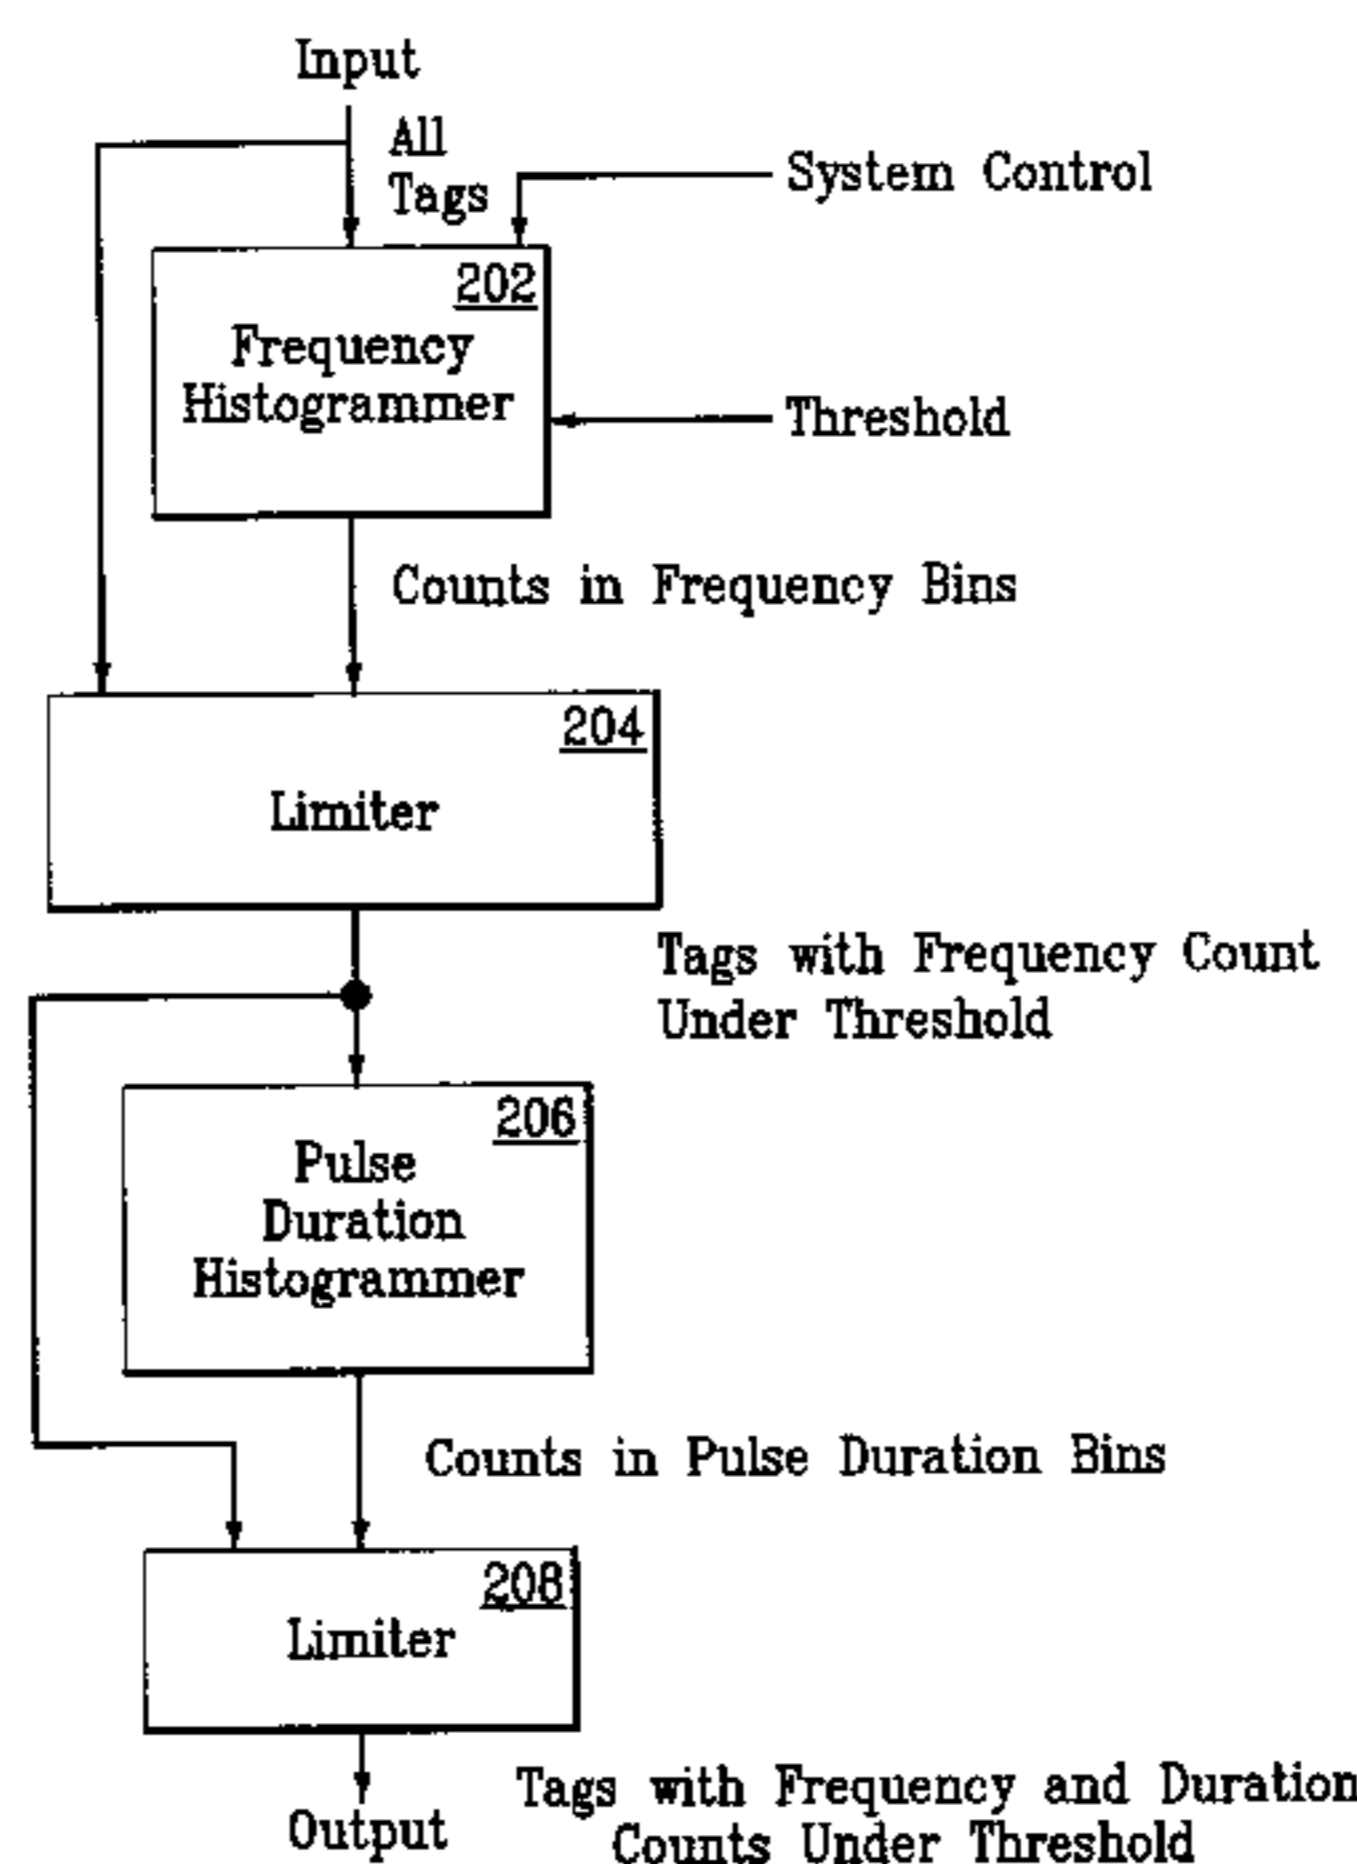 Input
All
Tags
System Control
202
Frequency
Histogrammer
Threshold
Counts in Frequency Bins
204
Limiter
Tags with Frequency Count
Under Threshold
206
Pulse
Duration
Histogrammer
Counts in Pulse Duration Bins
208
Limiter
Output
Tags with Frequency and Duration
Counts Under Threshold